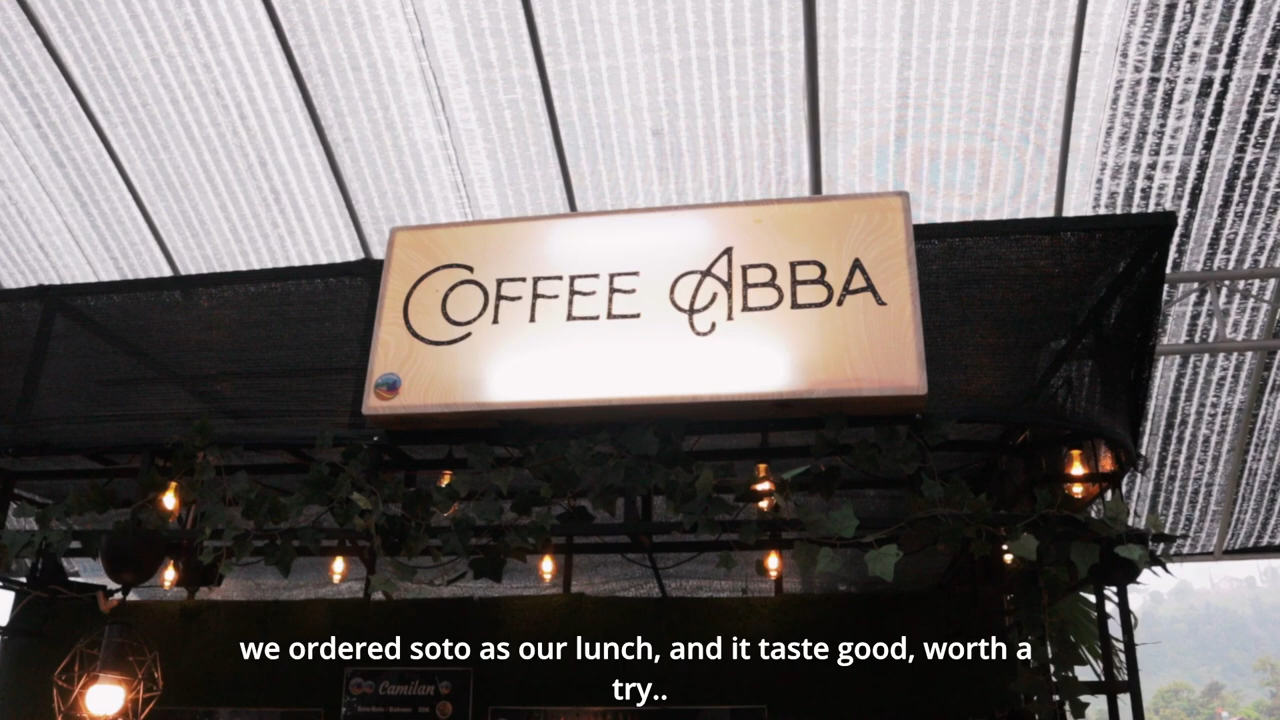 COFFEE ABBA
we ordered soto as our lunch, and it taste good, worth a
try..
Camilan